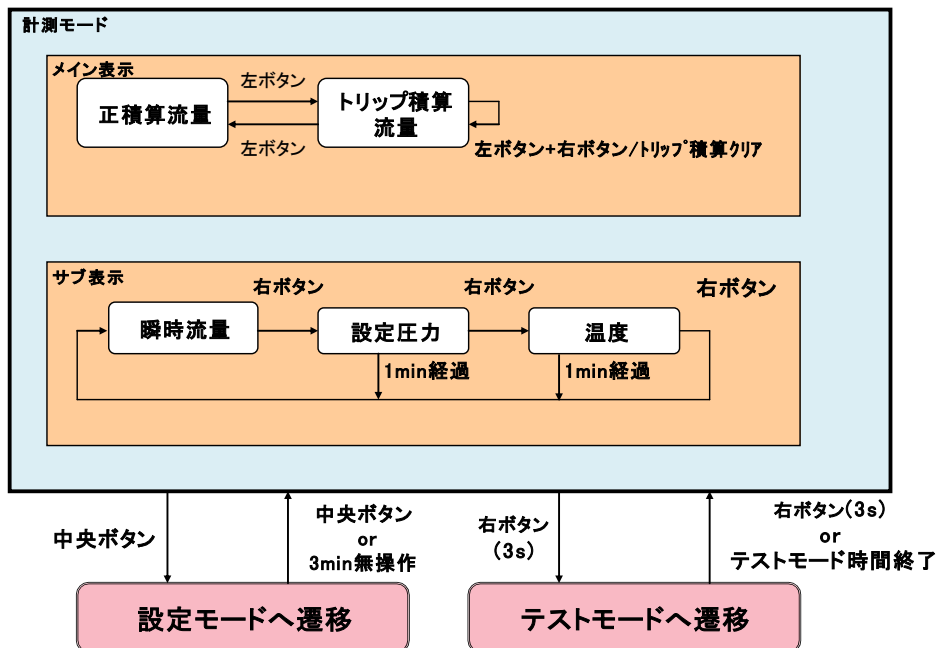 計測モード
メイン表示
左ボタン
正積算流量
トリップ積算
流量
左ボタン
左ボタン+右ボタン/トリップ積算クリア
サブ表示
右ボタン
右ボタン
右ボタン
瞬時流量
設定圧力
温度
1min経過
1min経過
中央ボタン
中央ボタン
or
3min無操作
右ボタン
(3s)
右ボタン(3s)
or
テストモード時間終了
設定モードへ遷移
テストモードへ遷移